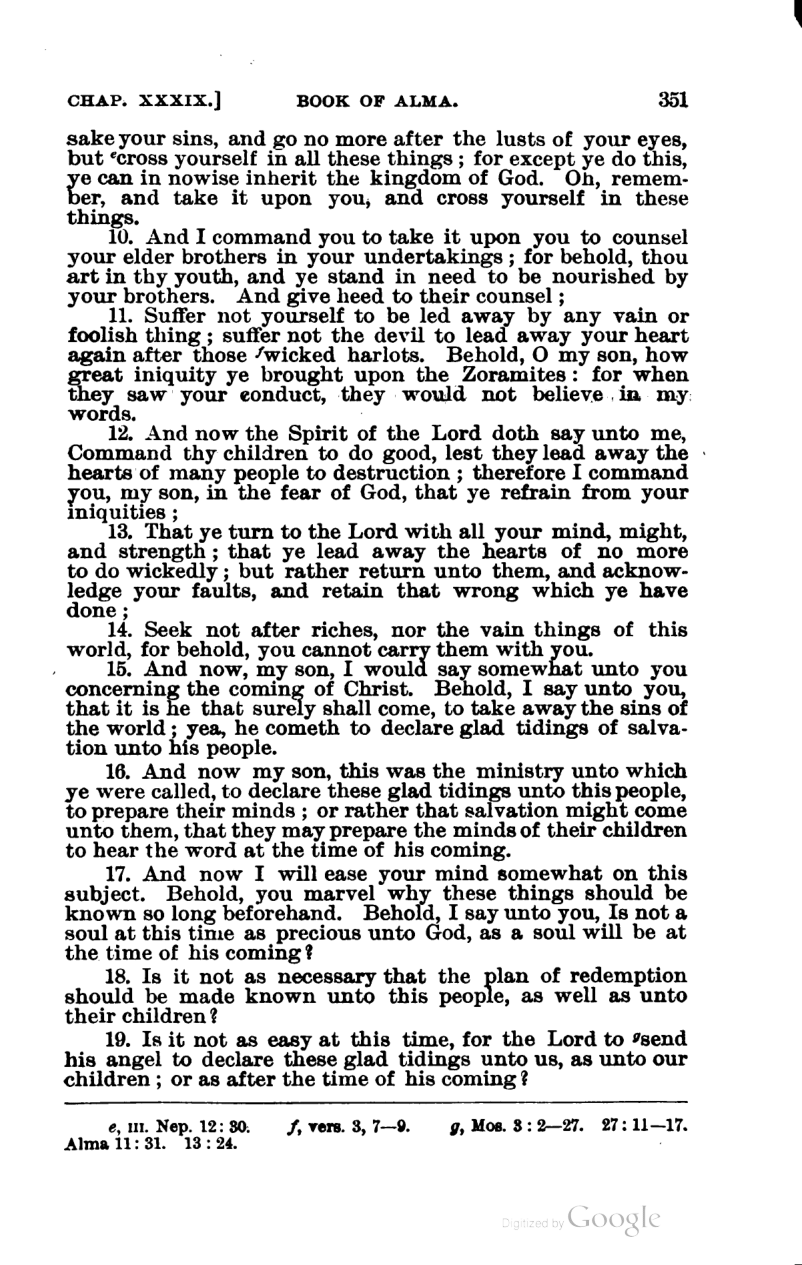 CHAP. XXXIX.] BOOK OF ALMA. 351
sake your sins, and go no more after the lusts of your eyes,
but ᵉcross yourself in all these things ; for except ye do this,
ye can in nowise inherit the kingdom of God. Oh, remem-
ber, and take it upon you, and cross yourself in these
things.
10. And I command you to take it upon you to counsel
your elder brothers in your undertakings ; for behold, thou
art in thy youth, and ye stand in need to be nourished by
your brothers. And give heed to their counsel ;
11. Suffer not yourself to be led away by any vain or
foolish thing ; suffer not the devil to lead away your heart
again after those ᶠwicked harlots. Behold, O my son, how
great iniquity ye brought upon the Zoramites : for when
they saw your conduct, they would not believe in my
words.
12. And now the Spirit of the Lord doth say unto me,
Command thy children to do good, lest they lead away the
hearts of many people to destruction ; therefore I command
you, my son, in the fear of God, that ye refrain from your
iniquities ;
13. That ye turn to the Lord with all your mind, might,
and strength ; that ye lead away the hearts of no more
to do wickedly ; but rather return unto them, and acknow-
ledge your faults, and retain that wrong which ye have
done ;
14. Seek not after riches, nor the vain things of this
world, for behold, you cannot carry them with you.
15. And now, my son, I would say somewhat unto you
concerning the coming of Christ. Behold, I say unto you,
that it is he that surely shall come, to take away the sins of
the world ; yea, he cometh to declare glad tidings of salva-
tion unto his people.
16. And now my son, this was the ministry unto which
ye were called, to declare these glad tidings unto this people,
to prepare their minds ; or rather that salvation might come
unto them, that they may prepare the minds of their children
to hear the word at the time of his coming.
17. And now I will ease your mind somewhat on this
subject. Behold, you marvel why these things should be
known so long beforehand. Behold, I say unto you, Is not a
soul at this time as precious unto God, as a soul will be at
the time of his coming?
18. Is it not as necessary that the plan of redemption
should be made known unto this people, as well as unto
their children?
19. Is it not as easy at this time, for the Lord to ᵍsend
his angel to declare these glad tidings unto us, as unto our
children ; or as after the time of his coming?
e, III. Nep. 12: 30. f, vers. 3, 7—9. g, Mos. 3 : 2—27. 27 : 11—17.
Alma 11 : 31. 13 : 24.
Digitized by Google